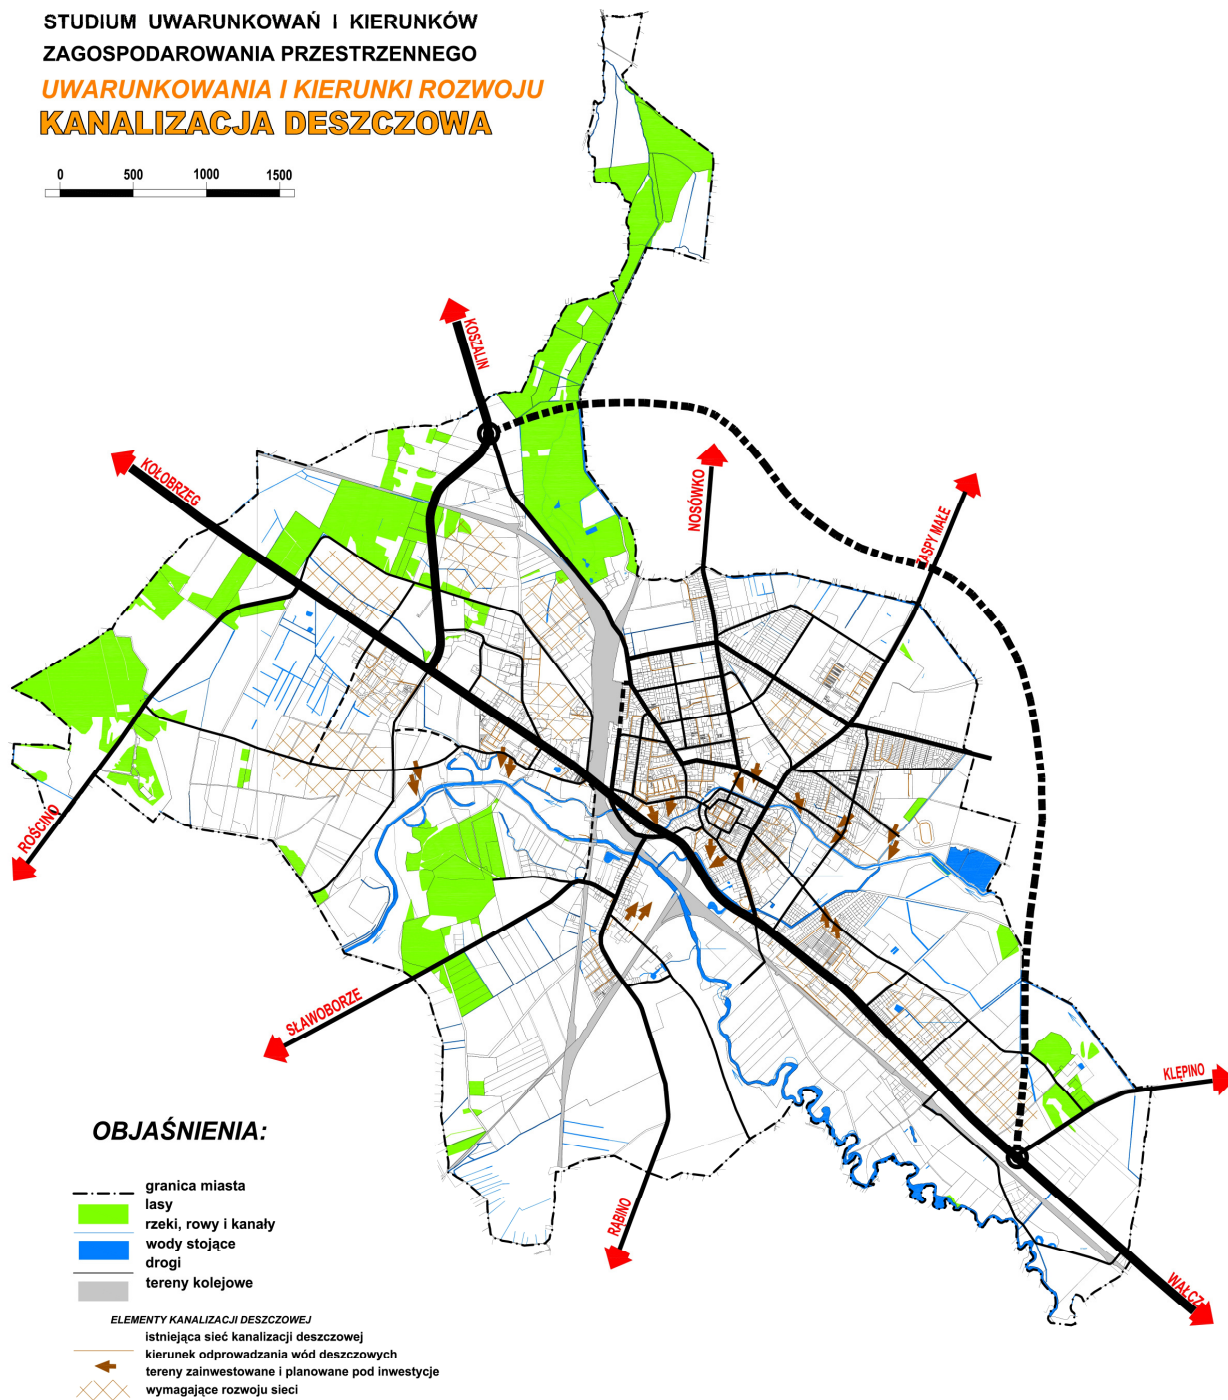 STUDIUM UWARUNKOWAŃ I KIERUNKÓW
ZAGOSPODAROWANIA PRZESTRZENNEGO
UWARUNKOWANIA I KIERUNKI ROZWOJU
KANALIZACJA DESZCZOWA
0 500 1000 1500
KOSZALIN
KOŁOBRZEG
NOSÓWKO
ZASPY MAŁE
ROŚCINO
SŁAWOBORZE
KLĘPINO
RĄBINO
WAŁCZ
OBJAŚNIENIA:
granica miasta
lasy
rzeki, rowy i kanały
wody stojące
drogi
tereny kolejowe
ELEMENTY KANALIZACJI DESZCZOWEJ
istniejąca sieć kanalizacji deszczowej
kierunek odprowadzania wód deszczowych
tereny zainwestowane i planowane pod inwestycje
wymagające rozwoju sieci